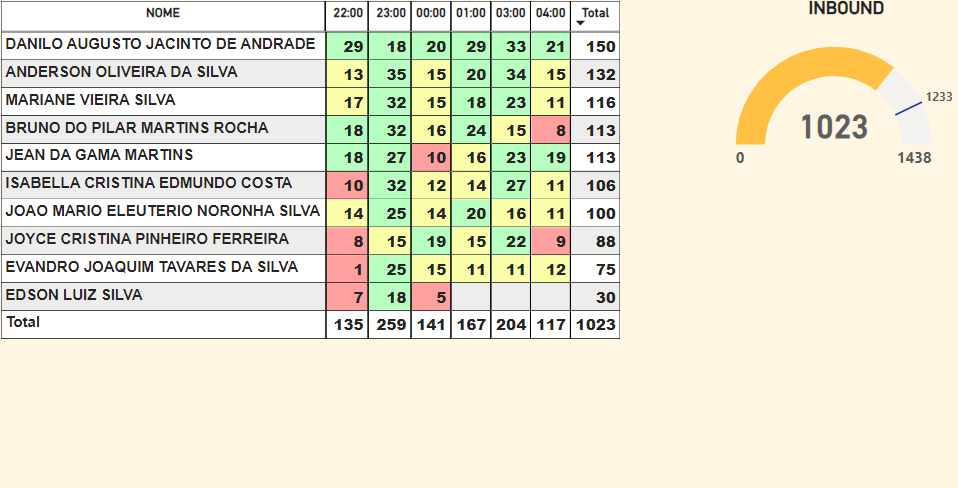 NOME 22:00 23:00 00:00 01:00 03:00 04:00 Total
DANILO AUGUSTO JACINTO DE ANDRADE 29 18 20 29 33 21 150
ANDERSON OLIVEIRA DA SILVA 13 35 15 20 34 15 132
MARIANE VIEIRA SILVA 17 32 15 18 23 11 116
BRUNO DO PILAR MARTINS ROCHA 18 32 16 24 15 8 113
JEAN DA GAMA MARTINS 18 27 10 16 23 19 113
ISABELLA CRISTINA EDMUNDO COSTA 10 32 12 14 27 11 106
JOAO MARIO ELEUTERIO NORONHA SILVA 14 25 14 20 16 11 100
JOYCE CRISTINA PINHEIRO FERREIRA 8 15 19 15 22 9 88
EVANDRO JOAQUIM TAVARES DA SILVA 1 25 15 11 11 12 75
EDSON LUIZ SILVA 7 18 5 30
Total 135 259 141 167 204 117 1023
INBOUND
1233
1023
0 1438